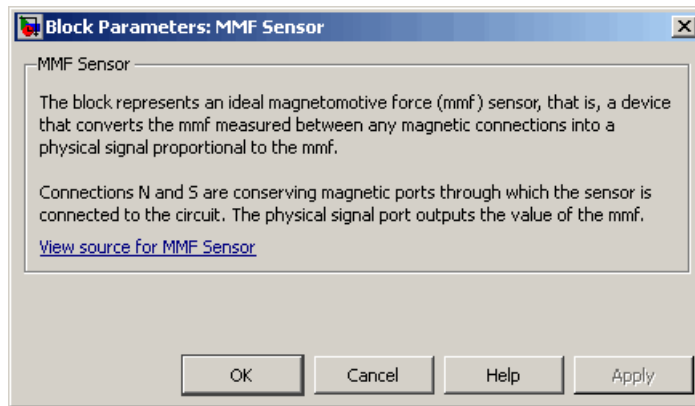 Block Parameters: MMF Sensor
MMF Sensor
The block represents an ideal magnetomotive force (mmf) sensor, that is, a device
that converts the mmf measured between any magnetic connections into a
physical signal proportional to the mmf.
Connections N and S are conserving magnetic ports through which the sensor is
connected to the circuit. The physical signal port outputs the value of the mmf.
View source for MMF Sensor
OK Cancel Help Apply